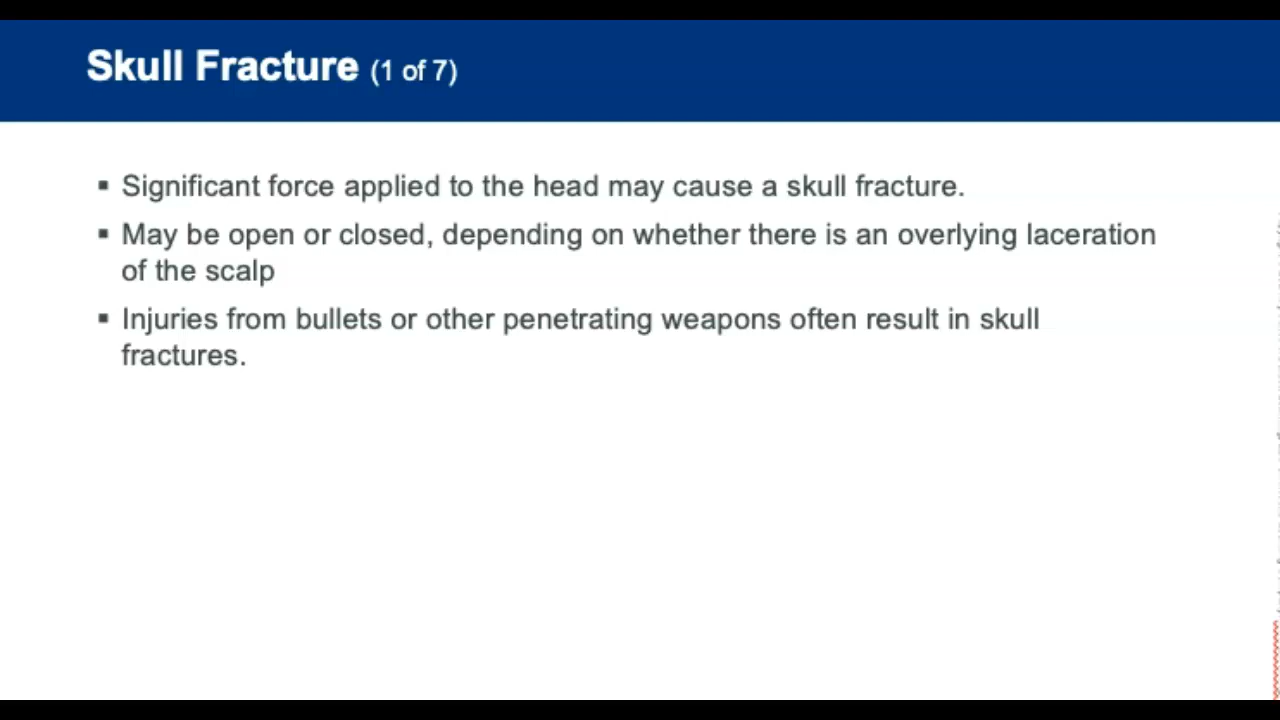 Skull Fracture (1 of 7)
▪ Significant force applied to the head may cause a skull fracture.
▪ May be open or closed, depending on whether there is an overlying laceration
of the scalp
▪ Injuries from bullets or other penetrating weapons often result in skull
fractures.